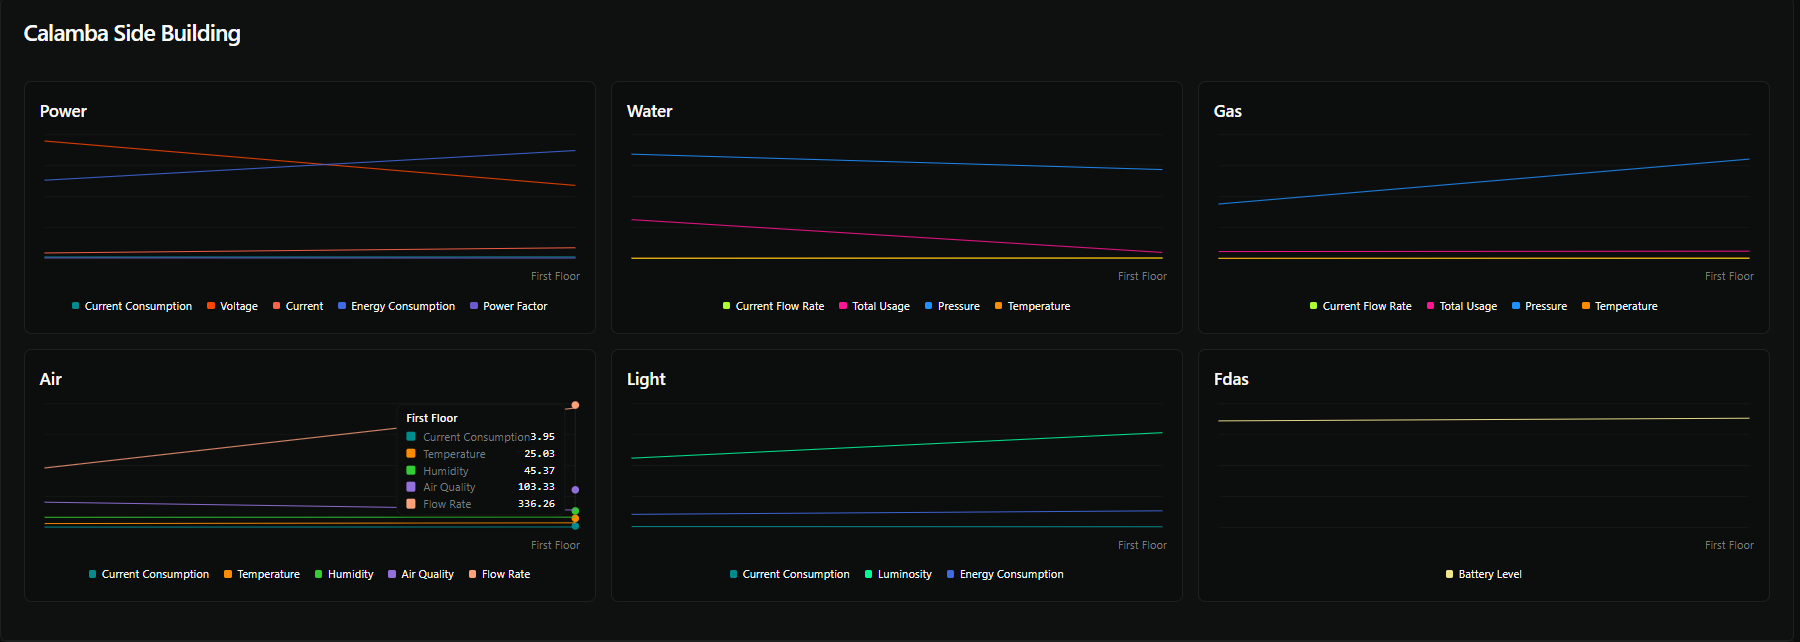 Calamba Side Building
Power
First Floor
Current Consumption Voltage Current Energy Consumption Power Factor
Water
First Floor
Current Flow Rate Total Usage Pressure Temperature
Gas
First Floor
Current Flow Rate Total Usage Pressure Temperature
Air
First Floor
Current Consumption 3.95
Temperature 25.03
Humidity 45.37
Air Quality 103.33
Flow Rate 336.26
First Floor
Current Consumption Temperature Humidity Air Quality Flow Rate
Light
First Floor
Current Consumption Luminosity Energy Consumption
Fdas
First Floor
Battery Level